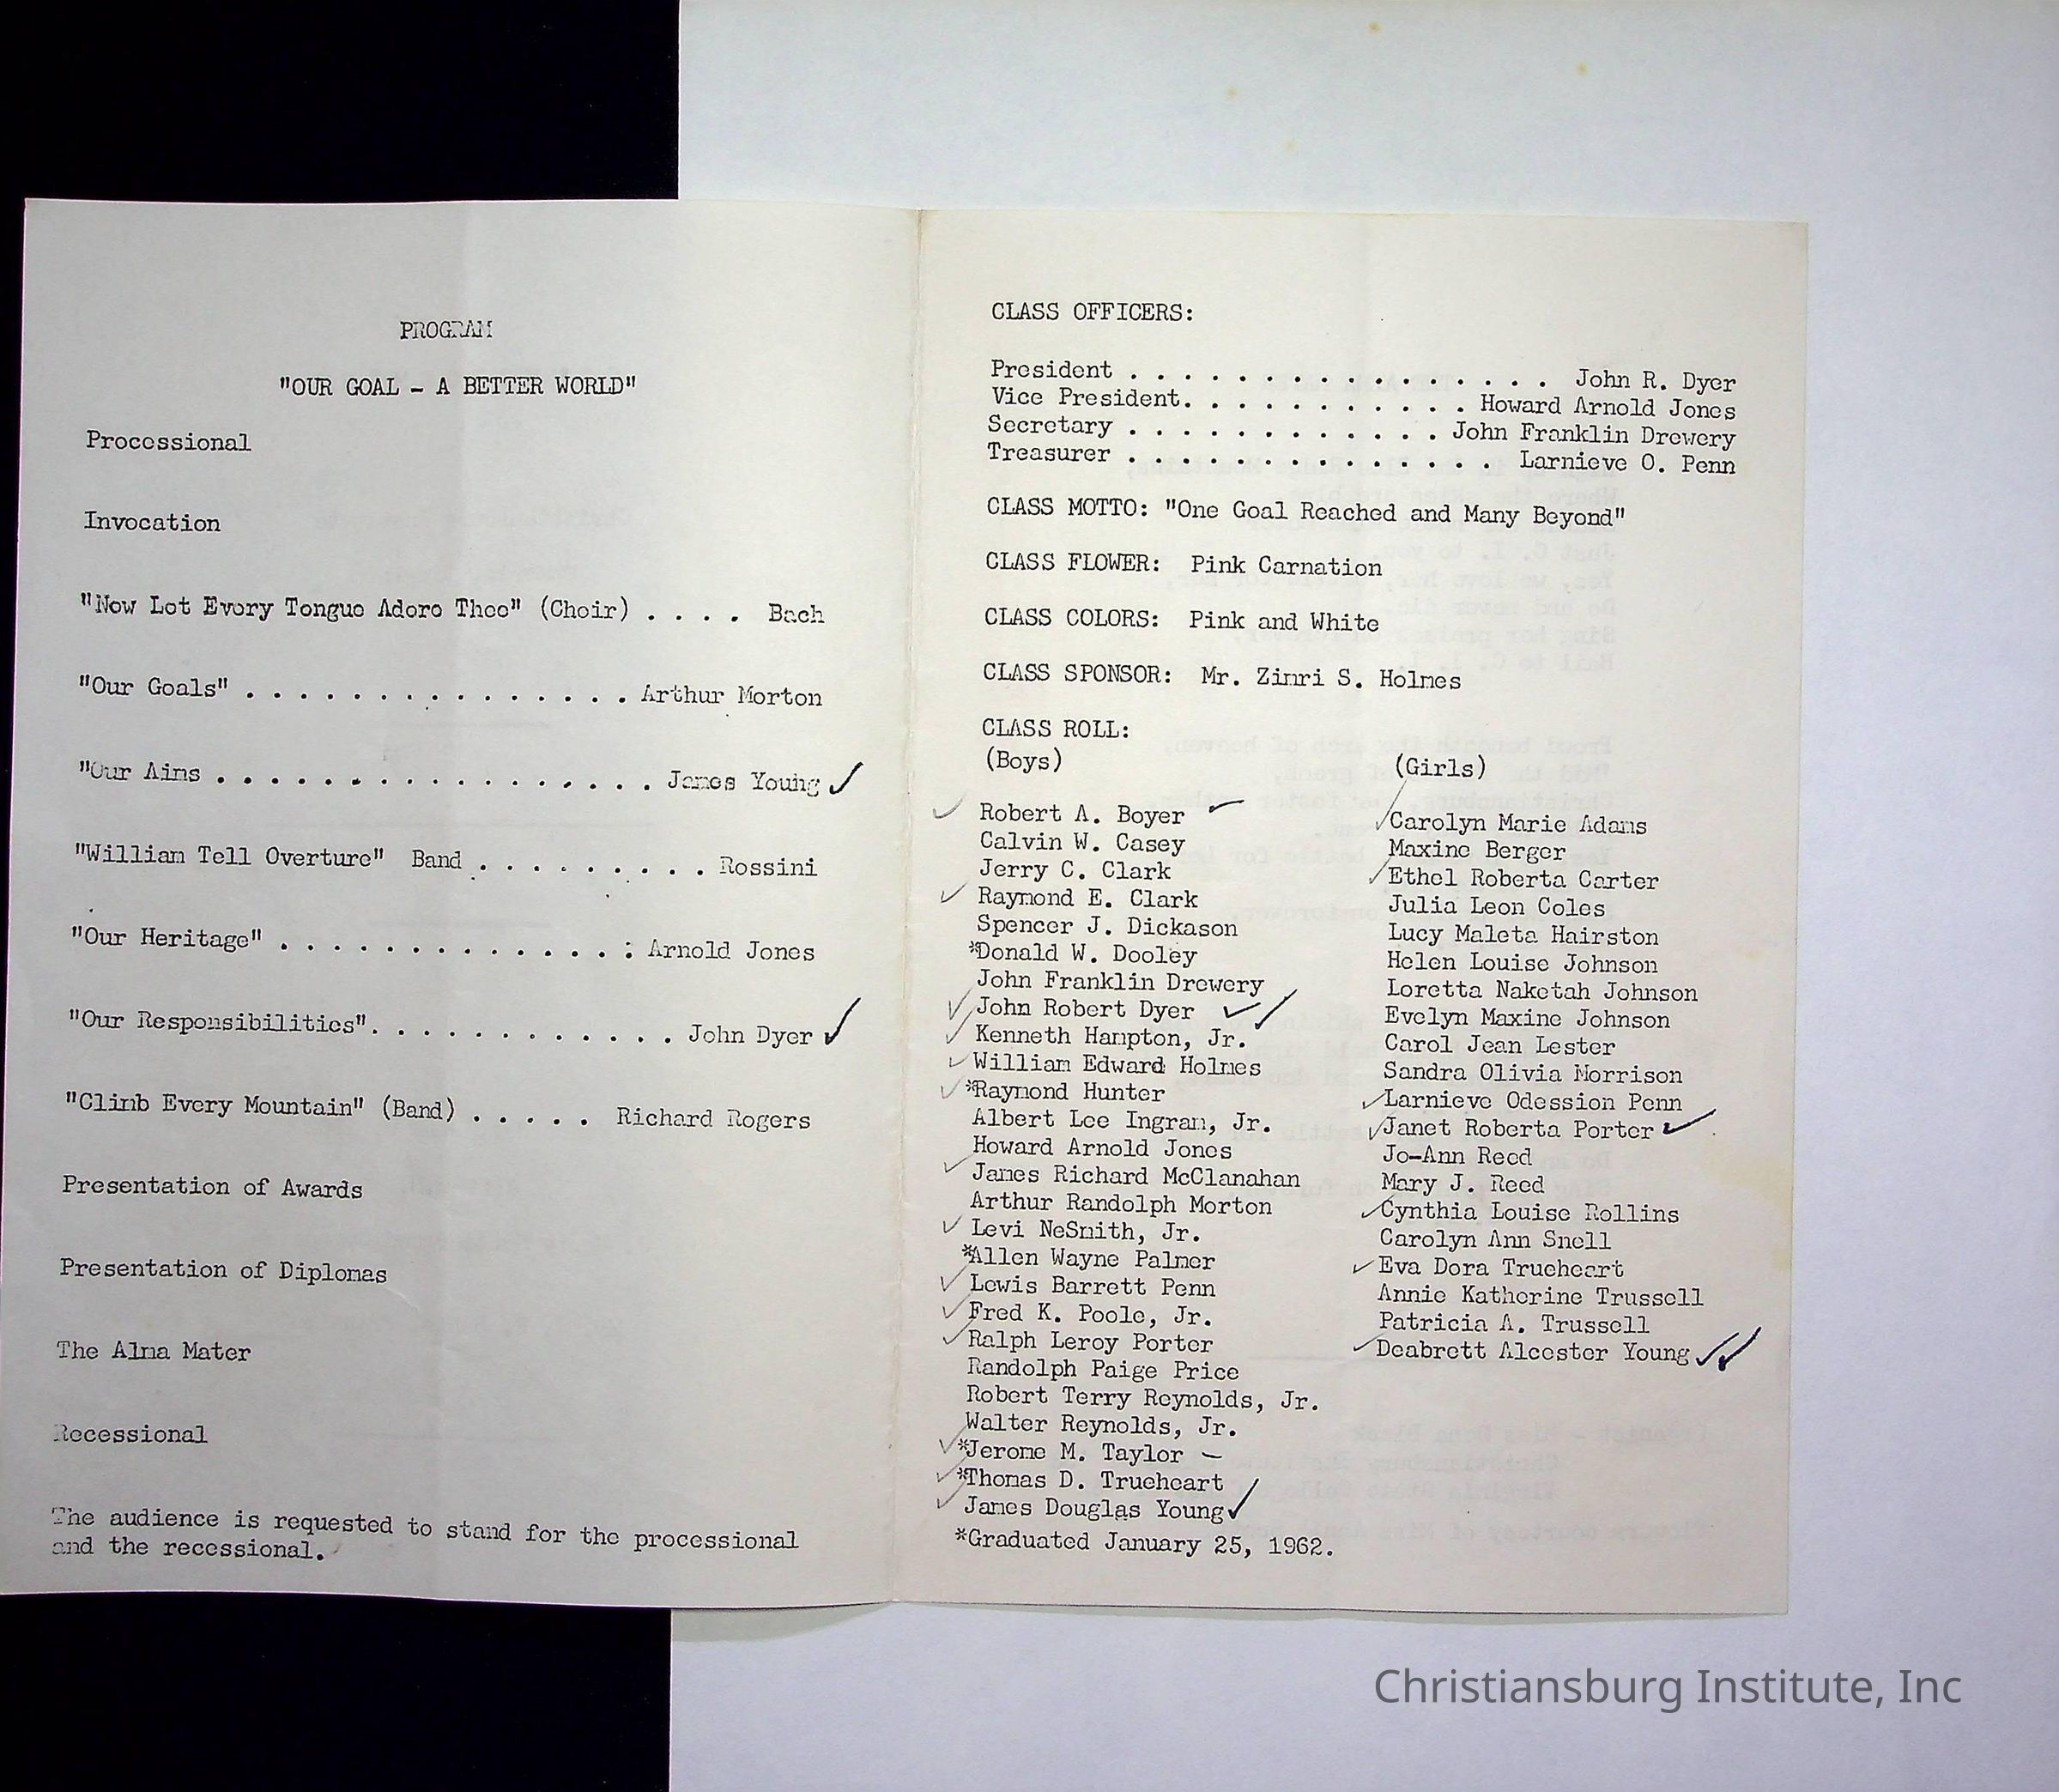 PROGRAM
"OUR GOAL - A BETTER WORLD"
Processional
Invocation
"Now Let Every Tongue Adore Thee" (Choir) . . . . Bach
"Our Goals" . . . . . . . . . . . . . . . Arthur Morton
"Our Aims . . . . . . . . . . . . . . . . . James Young ✓
"William Tell Overture" Band . . . . . . . . . Rossini
"Our Heritage" . . . . . . . . . . . . . : Arnold Jones
"Our Responsibilities". . . . . . . . . . . . John Dyer ✓
"Climb Every Mountain" (Band) . . . . . Richard Rogers
Presentation of Awards
Presentation of Diplomas
The Alma Mater
Recessional
The audience is requested to stand for the processional
and the recessional.
CLASS OFFICERS:
President . . . . . . . . . . . . . . . . John R. Dyer
Vice President. . . . . . . . . . . . Howard Arnold Jones
Secretary . . . . . . . . . . . . John Franklin Drewery
Treasurer . . . . . . . . . . . . . . Larnieve O. Penn
CLASS MOTTO: "One Goal Reached and Many Beyond"
CLASS FLOWER: Pink Carnation
CLASS COLORS: Pink and White
CLASS SPONSOR: Mr. Zimri S. Holmes
CLASS ROLL:
(Boys)
✓ Robert A. Boyer ✓
Calvin W. Casey
Jerry C. Clark
✓ Raymond E. Clark
Spencer J. Dickason
*Donald W. Dooley
John Franklin Drewery
✓ John Robert Dyer ✓ ✓
✓ Kenneth Hampton, Jr.
✓ William Edward Holmes
✓ *Raymond Hunter
Albert Lee Ingram, Jr.
Howard Arnold Jones
✓ James Richard McClanahan
Arthur Randolph Morton
✓ Levi NeSmith, Jr.
*Allen Wayne Palmer
✓ Lewis Barrett Penn
✓ Fred K. Poole, Jr.
✓ Ralph Leroy Porter
Randolph Paige Price
Robert Terry Reynolds, Jr.
Walter Reynolds, Jr.
✓ *Jerome M. Taylor –
✓ *Thomas D. Trueheart
✓ James Douglas Young ✓
*Graduated January 25, 1962.
(Girls)
✓ Carolyn Marie Adams
Maxine Berger
✓ Ethel Roberta Carter
Julia Leon Coles
Lucy Maleta Hairston
Helen Louise Johnson
Loretta Naketah Johnson
Evelyn Maxine Johnson
Carol Jean Lester
Sandra Olivia Morrison
✓ Larnieve Odession Penn
✓ Janet Roberta Porter ✓
Jo-Ann Reed
Mary J. Reed
✓ Cynthia Louise Rollins
Carolyn Ann Snell
✓ Eva Dora Trueheart
Annie Katherine Trussell
Patricia A. Trussell
✓ Deabrett Alcester Young ✓✓
Christiansburg Institute, Inc